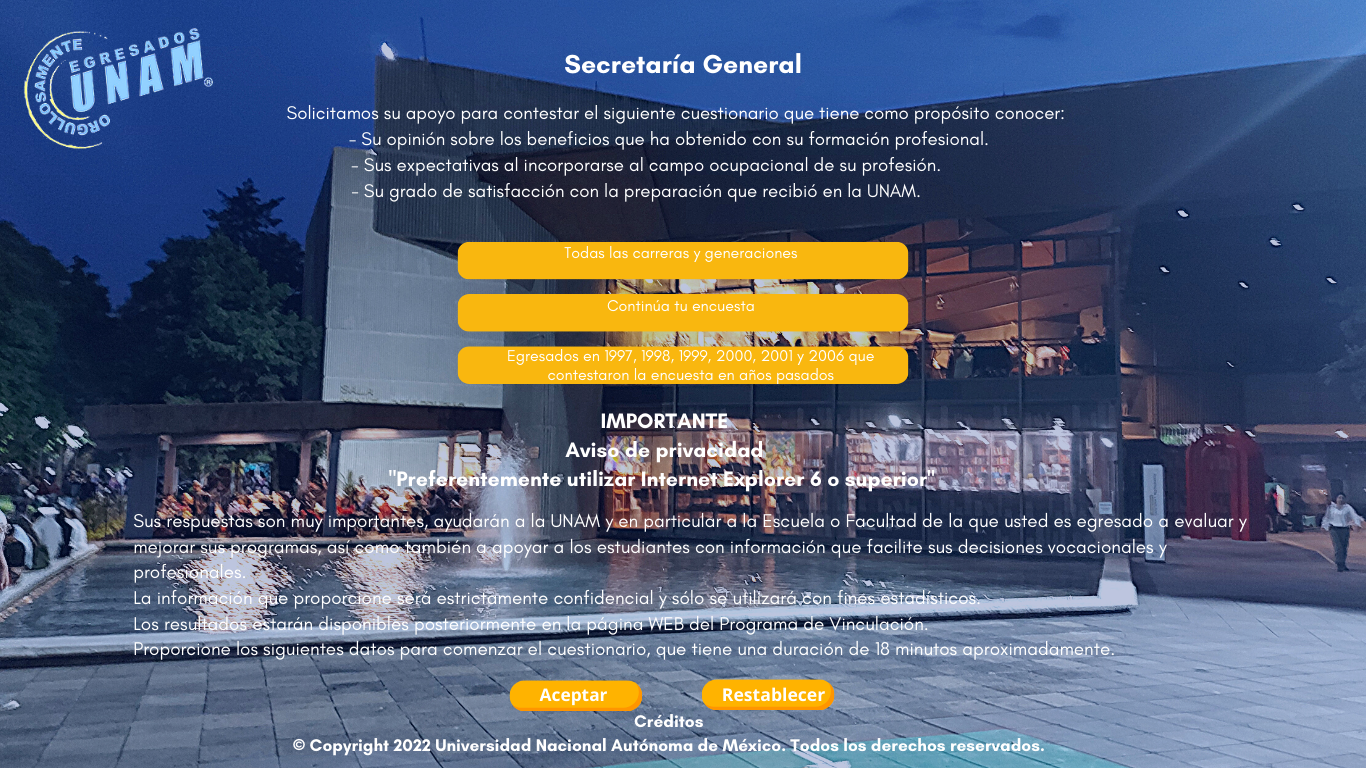 EGRESADOS
UNAM®
ORGULLOSAMENTE
Secretaría General
Solicitamos su apoyo para contestar el siguiente cuestionario que tiene como propósito conocer:
- Su opinión sobre los beneficios que ha obtenido con su formación profesional.
- Sus expectativas al incorporarse al campo ocupacional de su profesión.
- Su grado de satisfacción con la preparación que recibió en la UNAM.
Todas las carreras y generaciones
Continúa tu encuesta
Egresados en 1997, 1998, 1999, 2000, 2001 y 2006 que
contestaron la encuesta en años pasados
SALA
IMPORTANTE
Aviso de privacidad
"Preferentemente utilizar Internet Explorer 6 o superior"
Sus respuestas son muy importantes, ayudarán a la UNAM y en particular a la Escuela o Facultad de la que usted es egresado a evaluar y
mejorar sus programas, así como también a apoyar a los estudiantes con información que facilite sus decisiones vocacionales y
profesionales.
La información que proporcione será estrictamente confidencial y sólo se utilizará con fines estadísticos.
Los resultados estarán disponibles posteriormente en la página WEB del Programa de Vinculación.
Proporcione los siguientes datos para comenzar el cuestionario, que tiene una duración de 18 minutos aproximadamente.
Aceptar
Restablecer
Créditos
© Copyright 2022 Universidad Nacional Autónoma de México. Todos los derechos reservados.